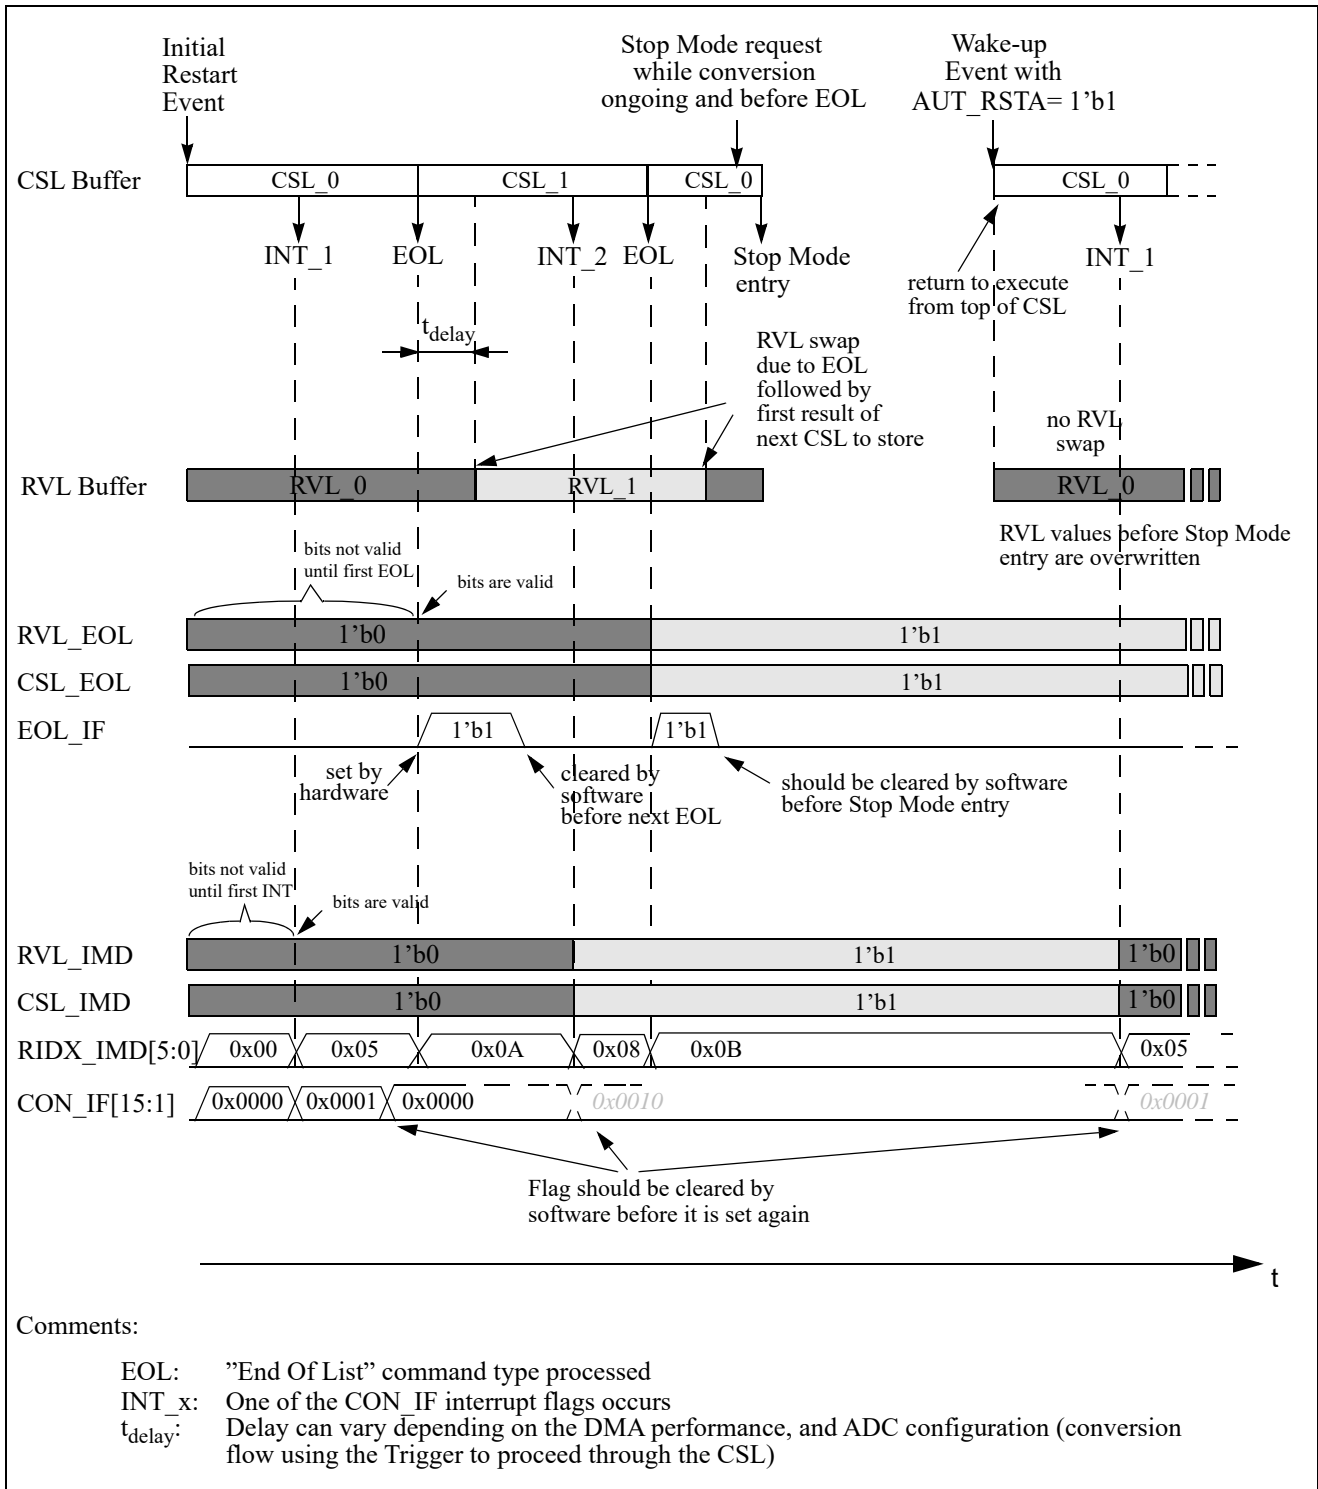 Initial
Restart
Event
Stop Mode request
while conversion
ongoing and before EOL
Wake-up
Event with
AUT_RSTA= 1’b1
CSL Buffer
CSL_0
CSL_1
CSL_0
CSL_0
INT_1
EOL
INT_2
EOL
Stop Mode
entry
INT_1
return to execute
from top of CSL
tdelay
RVL swap
due to EOL
followed by
first result of
next CSL to store
no RVL
swap
RVL Buffer
RVL_0
RVL_1
RVL_0
RVL values before Stop Mode
entry are overwritten
bits not valid
until first EOL
bits are valid
RVL_EOL
1’b0
1’b1
CSL_EOL
1’b0
1’b1
EOL_IF
1’b1
1’b1
set by
hardware
cleared by
software
before next EOL
should be cleared by software
before Stop Mode entry
bits not valid
until first INT
bits are valid
RVL_IMD
1’b0
1’b1
1’b0
CSL_IMD
1’b0
1’b1
1’b0
RIDX_IMD[5:0]
0x00
0x05
0x0A
0x08
0x0B
0x05
CON_IF[15:1]
0x0000
0x0001
0x0000
0x0010
0x0001
Flag should be cleared by
software before it is set again
t
Comments:
EOL: ”End Of List” command type processed
INT_x: One of the CON_IF interrupt flags occurs
tdelay: Delay can vary depending on the DMA performance, and ADC configuration (conversion
flow using the Trigger to proceed through the CSL)